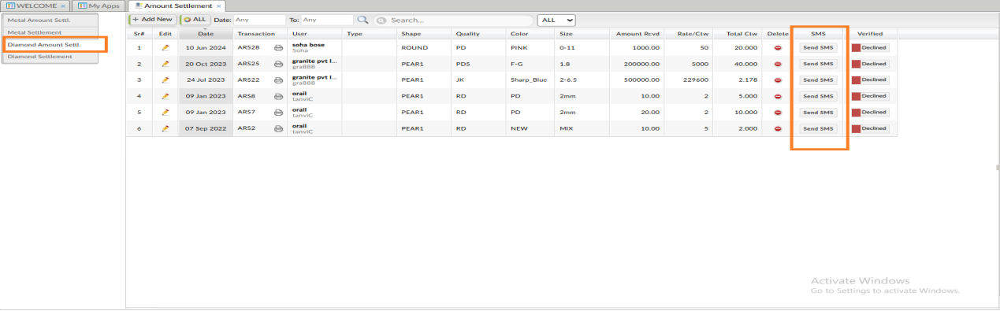 WELCOME × My Apps Amount Settlement ×
Metal Amount Settl.
Metal Settlement
Diamond Amount Settl.
Diamond Settlement
+ Add New ALL Date: Any To: Any Search... ALL
Sr# Edit Date Transaction User Type Shape Quality Color Size Amount Rcvd Rate/Ctw Total Ctw Delete SMS Verified
1 10 Jun 2024 ARS28 soha bose ROUND PD PINK 0-11 1000.00 50 20.000 Send SMS Declined
Soha
2 20 Oct 2023 ARS25 granite pvt l... PEAR1 PD5 F-G 1.8 200000.00 5000 40.000 Send SMS Declined
gra888
3 24 Jul 2023 ARS22 granite pvt l... PEAR1 JK Sharp_Blue 2-6.5 500000.00 229600 2.178 Send SMS Declined
gra888
4 09 Jan 2023 ARS8 orail PEAR1 RD PD 2mm 10.00 2 5.000 Send SMS Declined
tanviC
5 09 Jan 2023 ARS7 orail PEAR1 RD PD 2mm 20.00 2 10.000 Send SMS Declined
tanviC
6 07 Sep 2022 ARS2 orail PEAR1 RD NEW MIX 10.00 5 2.000 Send SMS Declined
tanviC
Activate Windows
Go to Settings to activate Windows.